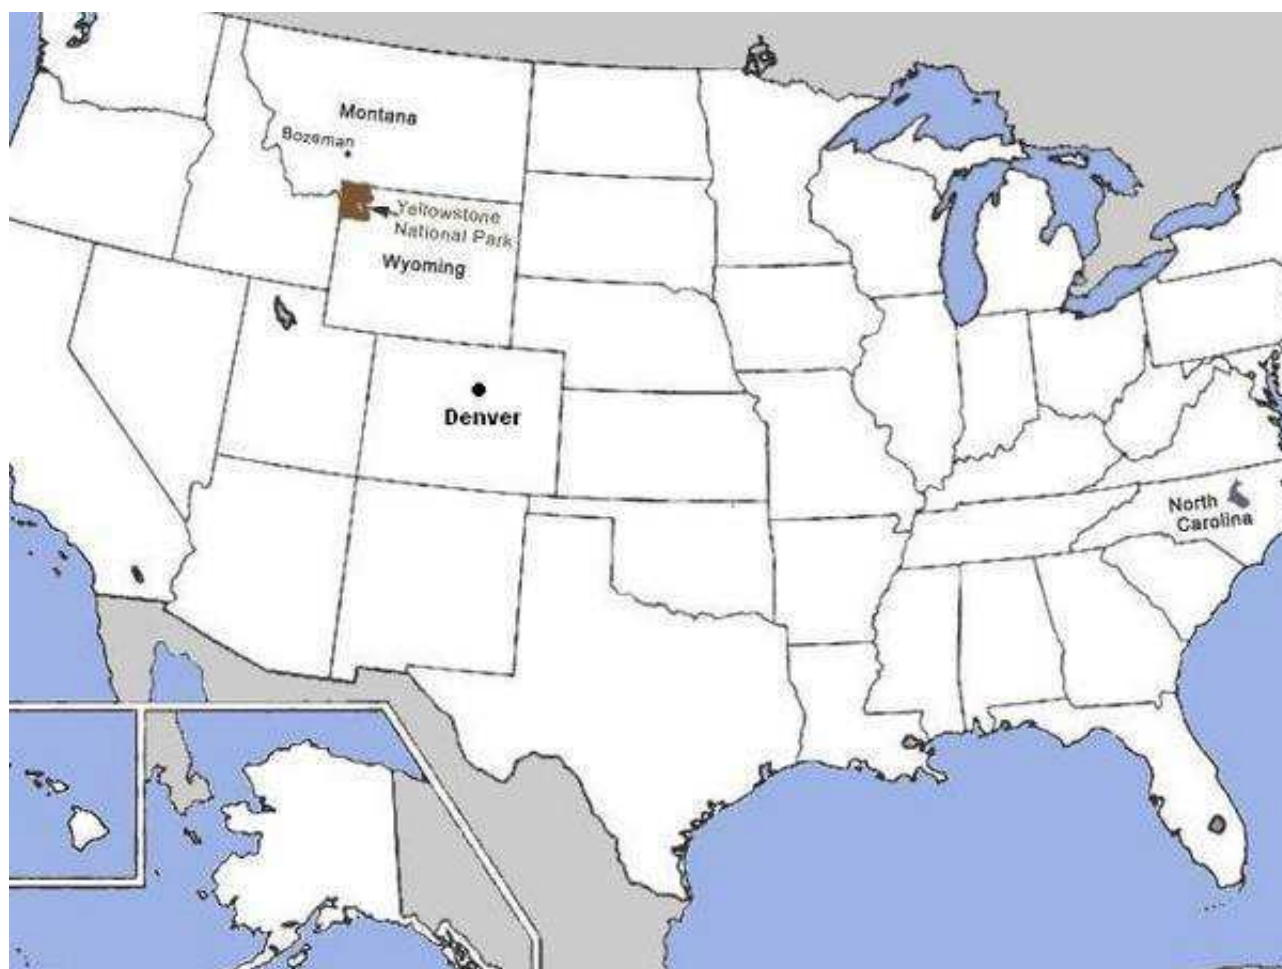 Montana
Bozeman
Yellowstone
National Park
Wyoming
Denver
North
Carolina